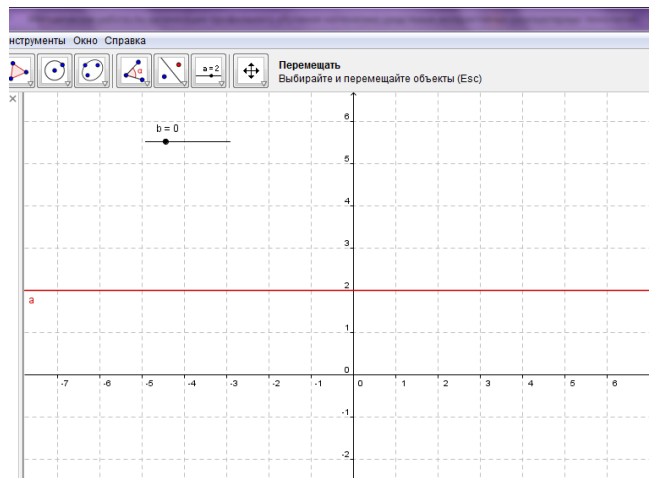 нструменты Окно Справка
α
a = 2
Перемещать
Выбирайте и перемещайте объекты (Esc)
×
b = 0
6
5
4
3
2
a
1
0
-7 -6 -5 -4 -3 -2 -1 0 1 2 3 4 5 6
-1
-2